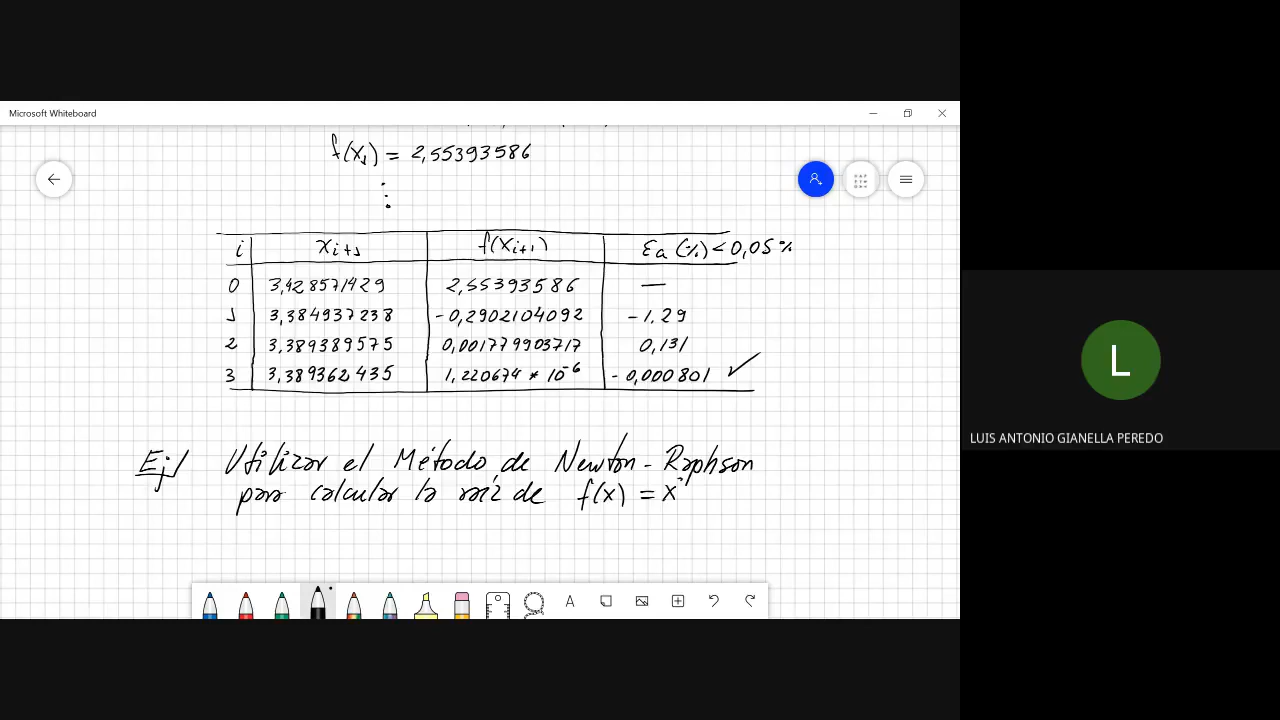 Microsoft Whiteboard
f(x₁) = 2,55393586
⋮
i xi+1 f(xi+1) Ea (%) < 0,05 %
0 3,428571429 2,55393586 —
1 3,384937238 -0,2902104092 -1.29
2 3,389389575 0,001779903717 0,131
3 3,389362435 1,220674 * 10⁻⁶ -0,000801 ✓
Ej/ Utilizar el Método de Newton-Raphson
para calcular la raíz de f(x) = x
A
L
LUIS ANTONIO GIANELLA PEREDO